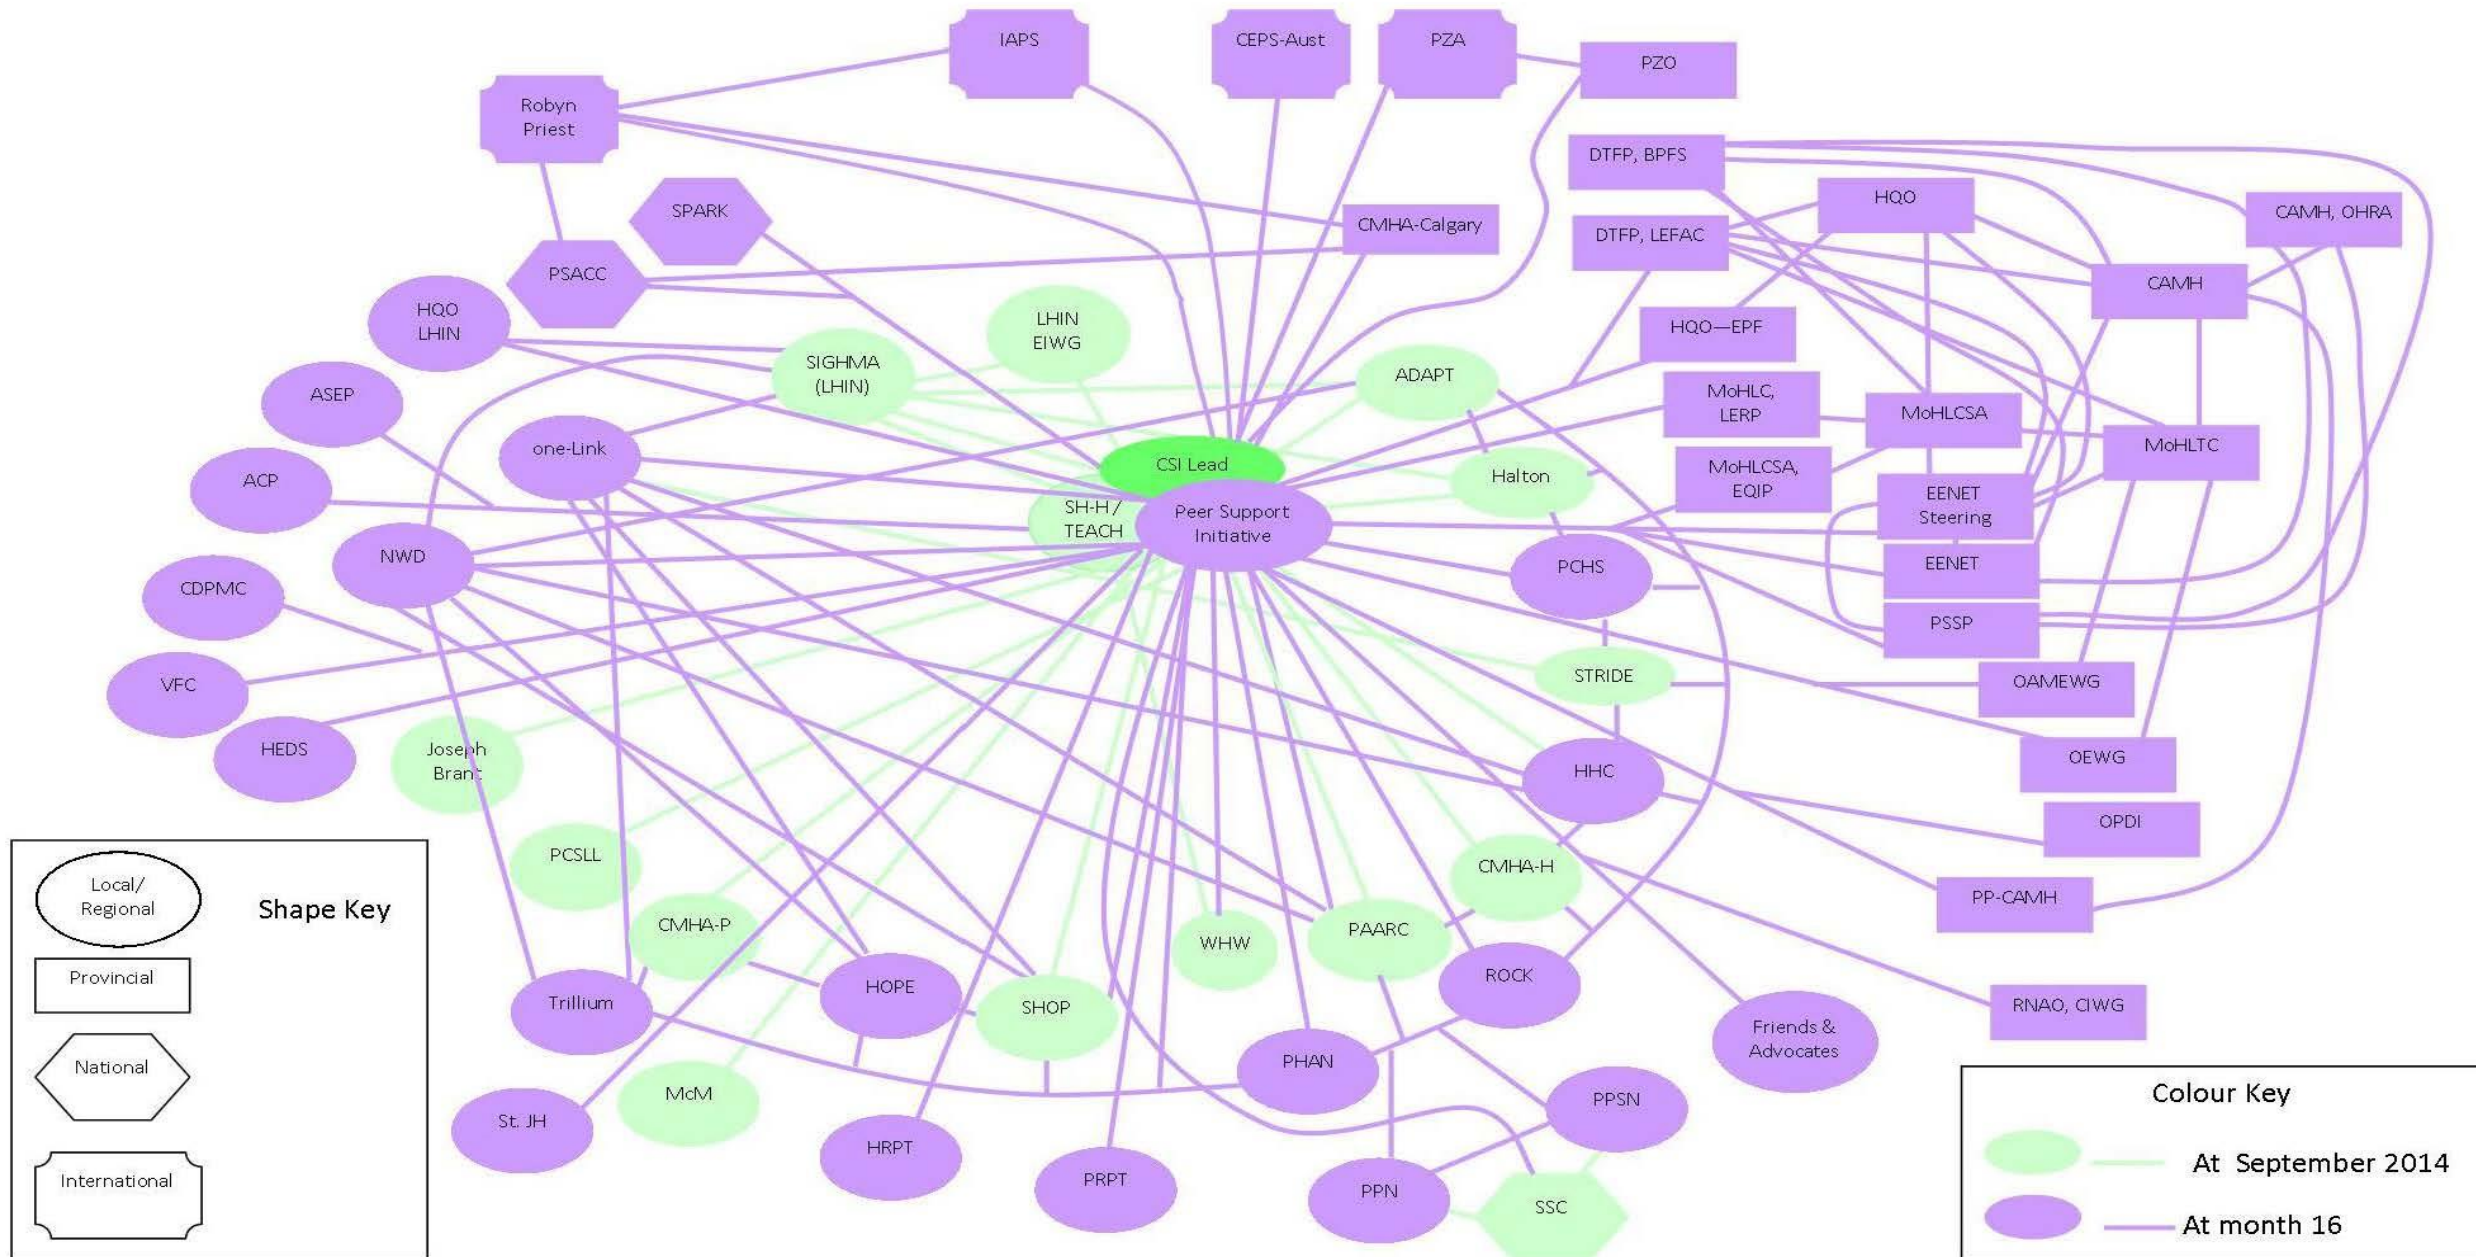 IAPS
CEPS-Aust
PZA
PZO
Robyn
Priest
DTFP, BPFS
HQO
CAMH, OHRA
SPARK
CMHA-Calgary
DTFP, LEFAC
PSACC
CAMH
HQO
LHIN
LHIN
EIWG
HQO—EPF
SIGHMA
(LHIN)
ADAPT
ASEP
MoHLC,
LERP
MoHLCSA
MoHLTC
one-Link
CSI Lead
Halton
MoHLCSA,
EQIP
ACP
SH-H /
TEACH
Peer Support
Initiative
EENET
Steering
NWD
PCHS
EENET
CDPMC
PSSP
VFC
STRIDE
OAMEWG
HEDS
Joseph
Brant
HHC
OEWG
OPDI
PCSLL
CMHA-H
PP-CAMH
CMHA-P
WHW
PAARC
ROCK
Trillium
HOPE
SHOP
RNAO, CIWG
Friends &
Advocates
PHAN
McM
PPSN
St. JH
HRPT
PRPT
PPN
SSC
Local/
Regional
Shape Key
Provincial
National
International
Colour Key
At September 2014
At month 16